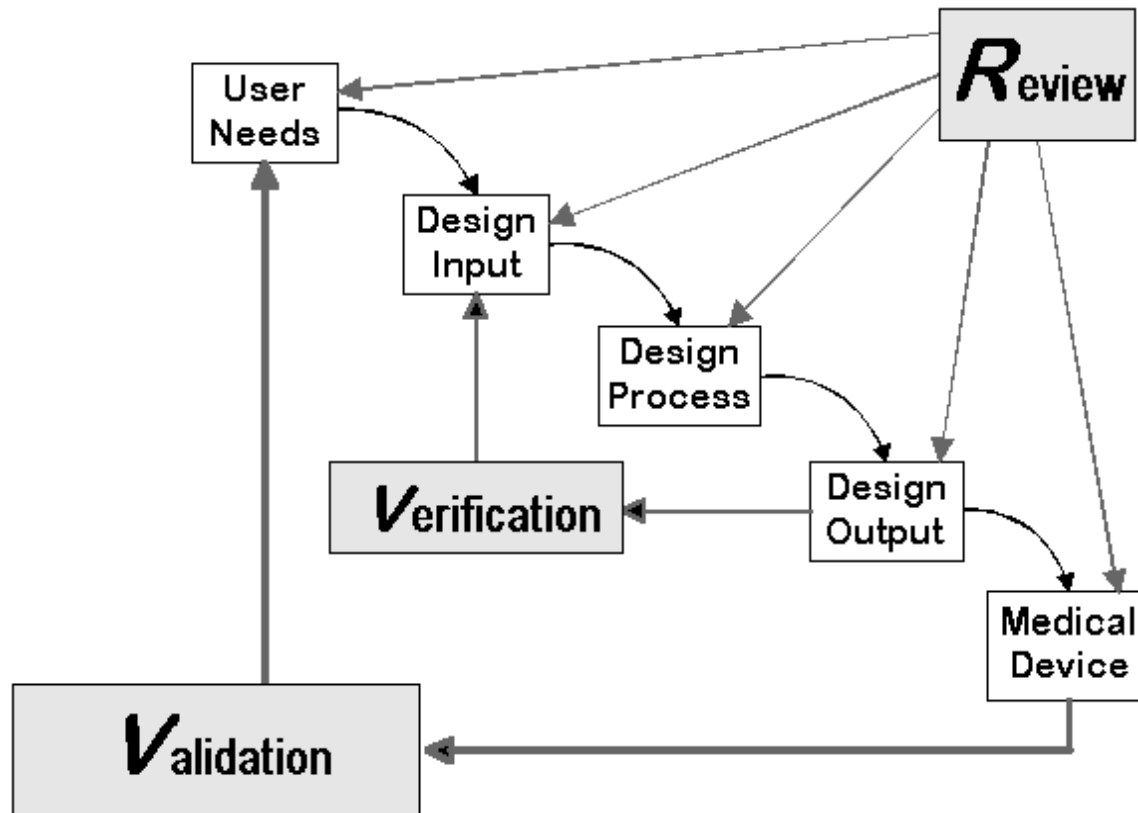 Review
User
Needs
Design
Input
Design
Process
Verification
Design
Output
Medical
Device
Validation